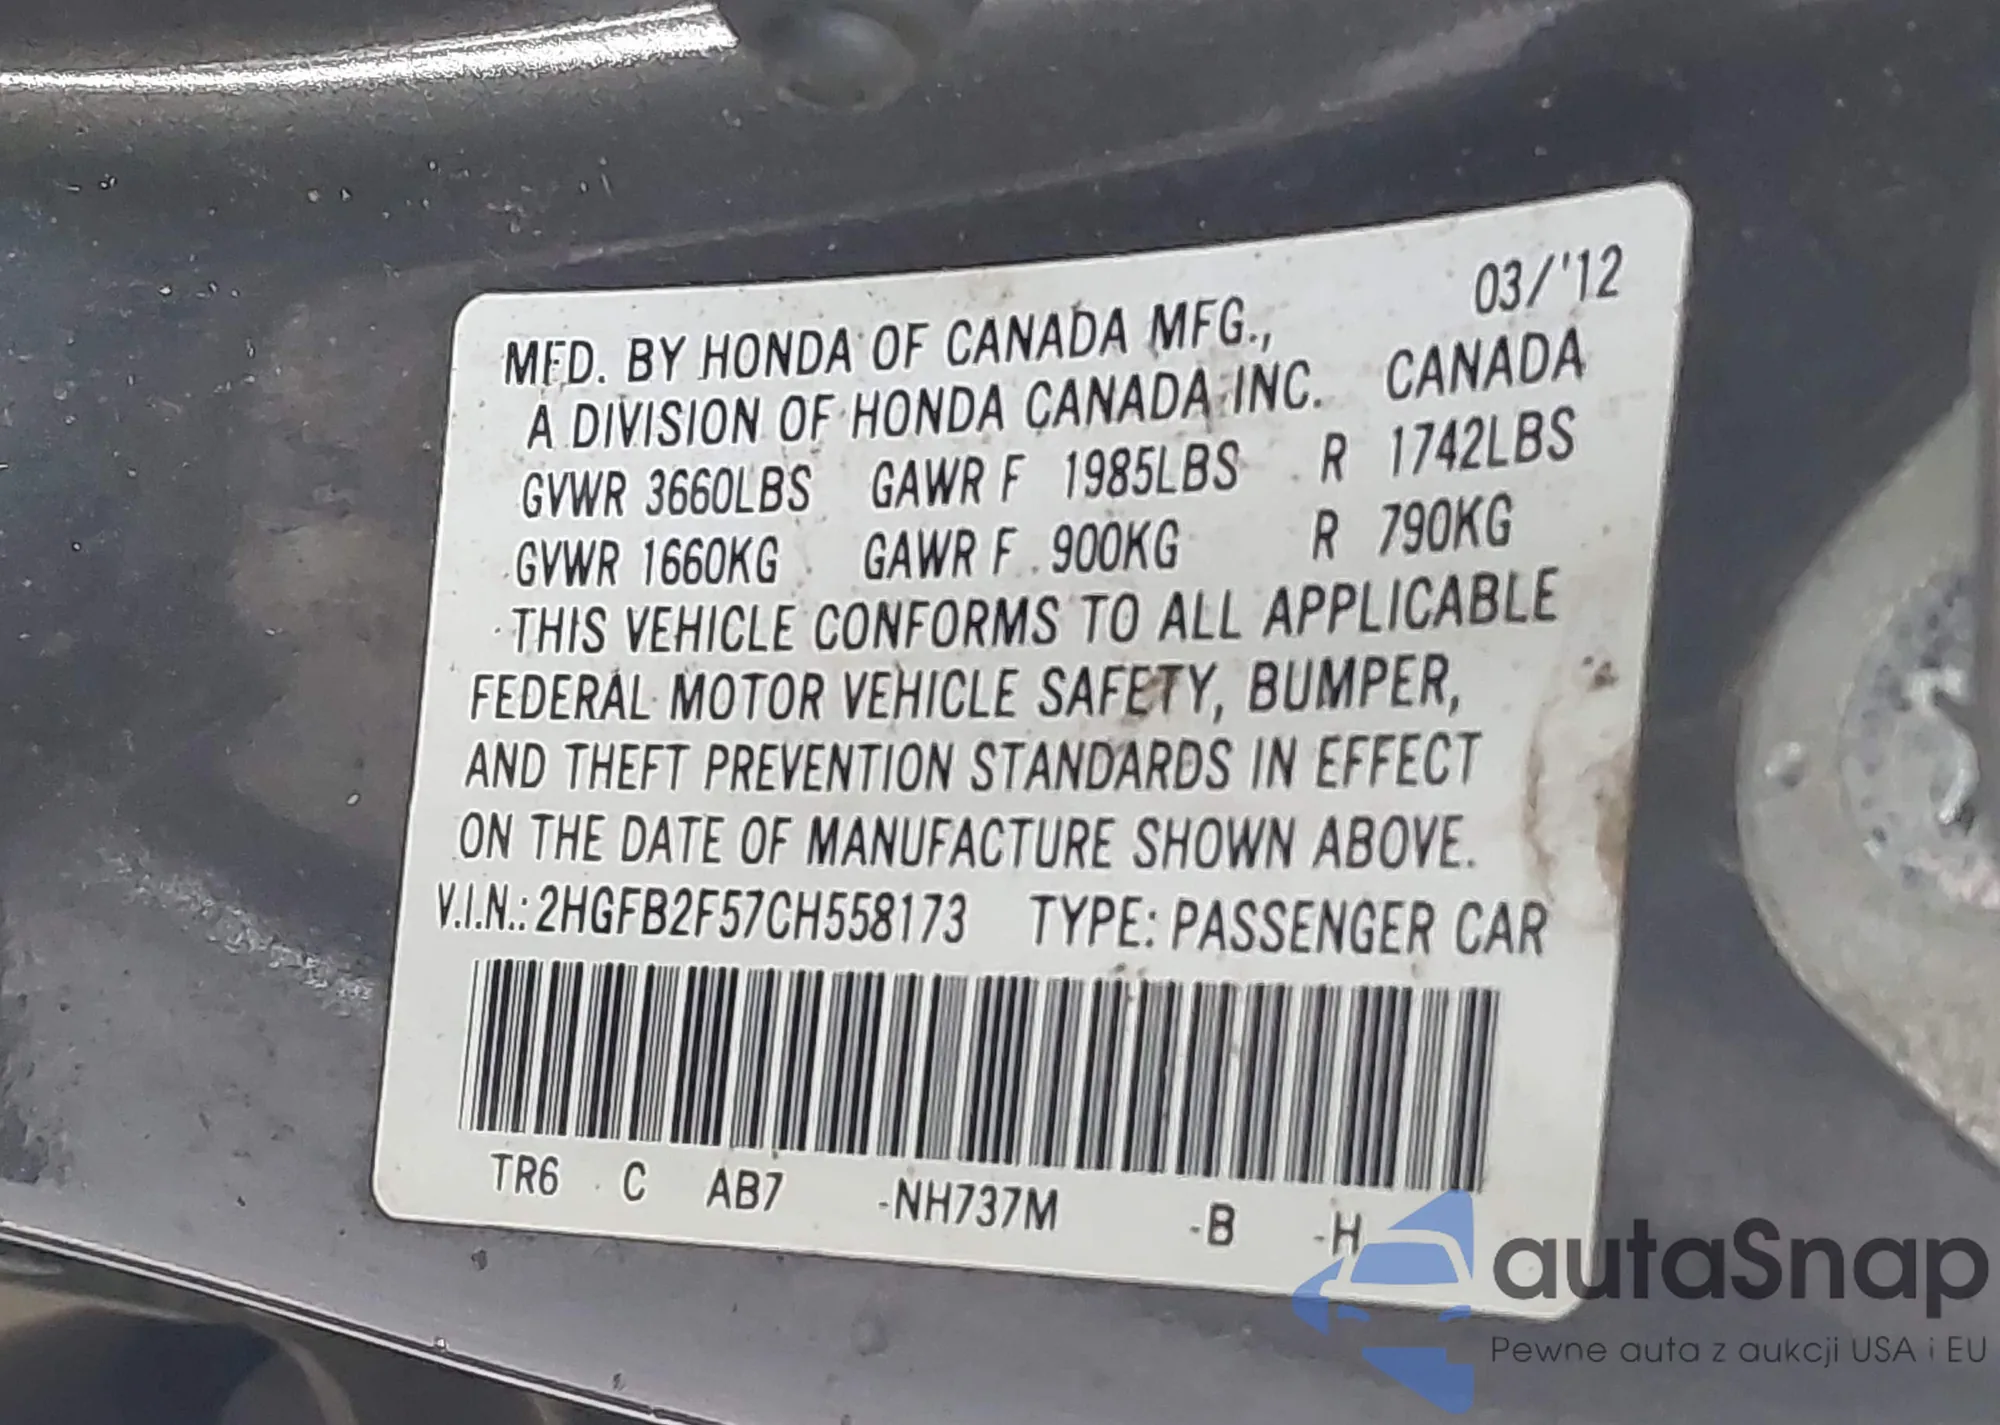 03/'12
MFD. BY HONDA OF CANADA MFG.,
A DIVISION OF HONDA CANADA INC. CANADA
GVWR 3660LBS GAWR F 1985LBS R 1742LBS
GVWR 1660KG GAWR F 900KG R 790KG
THIS VEHICLE CONFORMS TO ALL APPLICABLE
FEDERAL MOTOR VEHICLE SAFETY, BUMPER,
AND THEFT PREVENTION STANDARDS IN EFFECT
ON THE DATE OF MANUFACTURE SHOWN ABOVE.
V.I.N.: 2HGFB2F57CH558173 TYPE: PASSENGER CAR
TR6 C AB7 -NH737M -B -H
autaSnap
Pewne auta z aukcji USA i EU